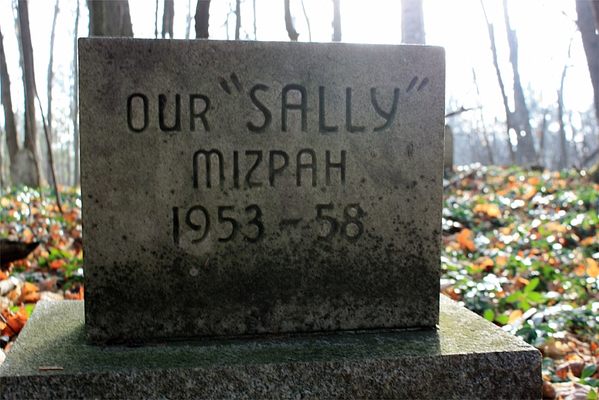 OUR "SALLY"
MIZPAH
1953 - 58